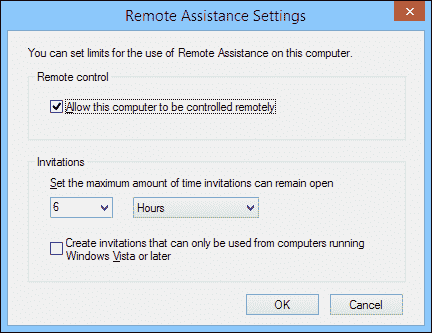 Remote Assistance Settings
You can set limits for the use of Remote Assistance on this computer.
Remote control
Allow this computer to be controlled remotely
Invitations
Set the maximum amount of time invitations can remain open
6 Hours
Create invitations that can only be used from computers running
Windows Vista or later
OK Cancel